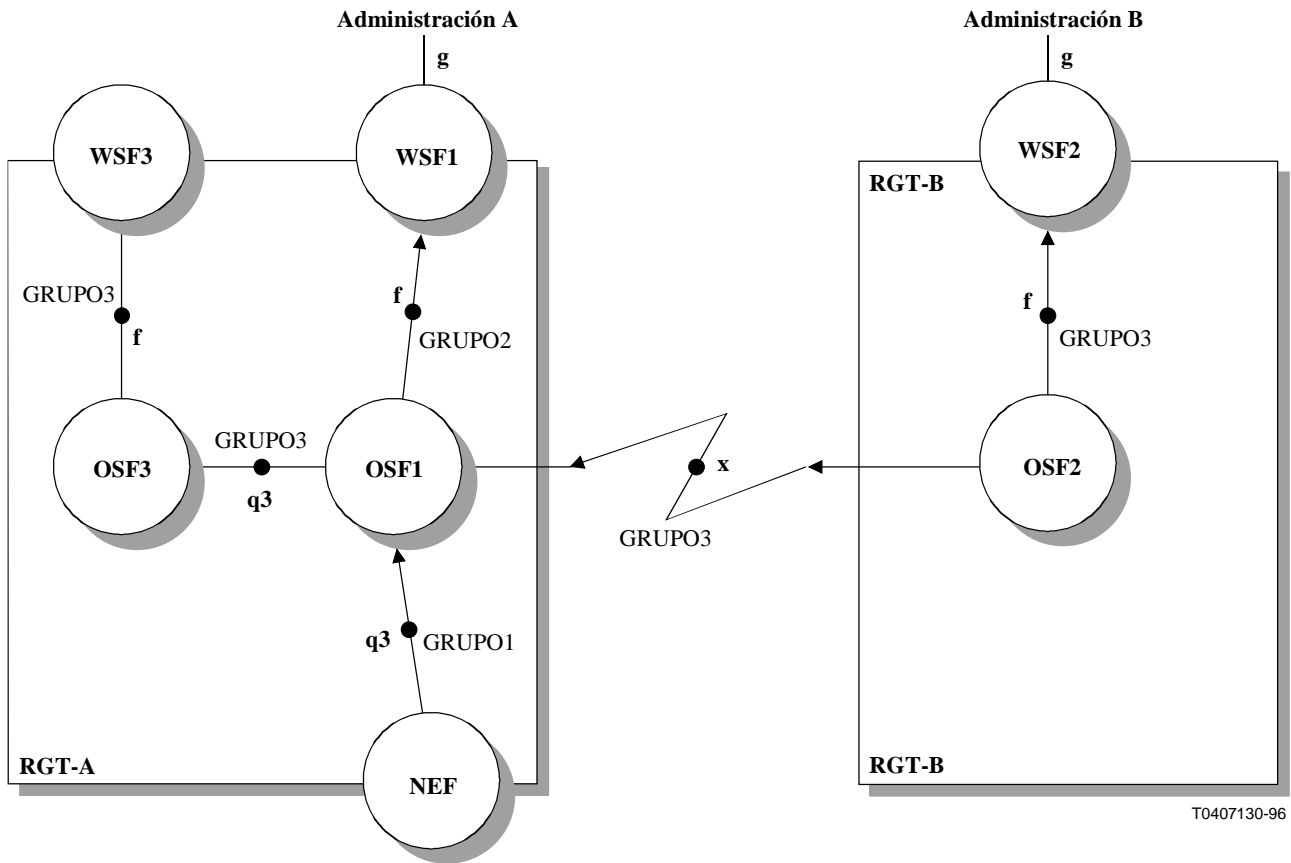 Administración A
Administración B
g
g
WSF3
WSF1
WSF2
RGT-B
GRUPO3
f
f
GRUPO2
f
GRUPO3
OSF3
GRUPO3
q3
OSF1
x
GRUPO3
OSF2
q3
GRUPO1
RGT-A
NEF
RGT-B
T0407130-96